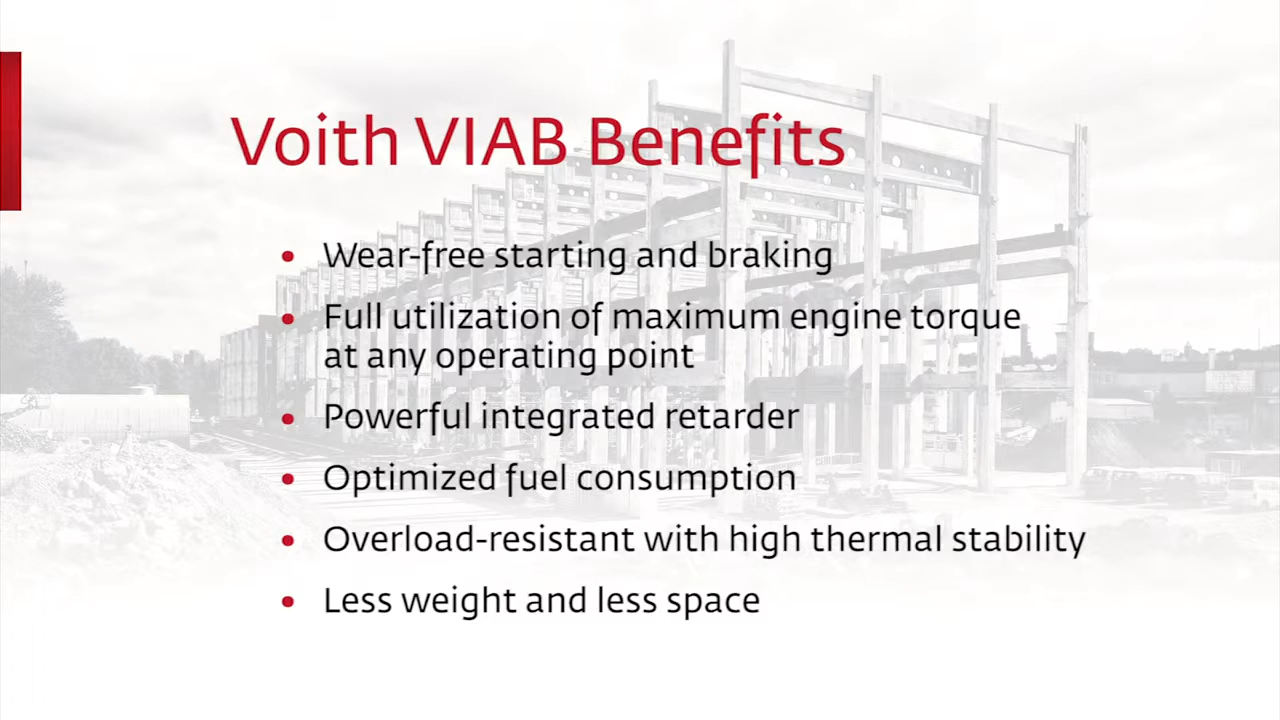 Voith VIAB Benefits
• Wear-free starting and braking
• Full utilization of maximum engine torque
at any operating point
• Powerful integrated retarder
• Optimized fuel consumption
• Overload-resistant with high thermal stability
• Less weight and less space